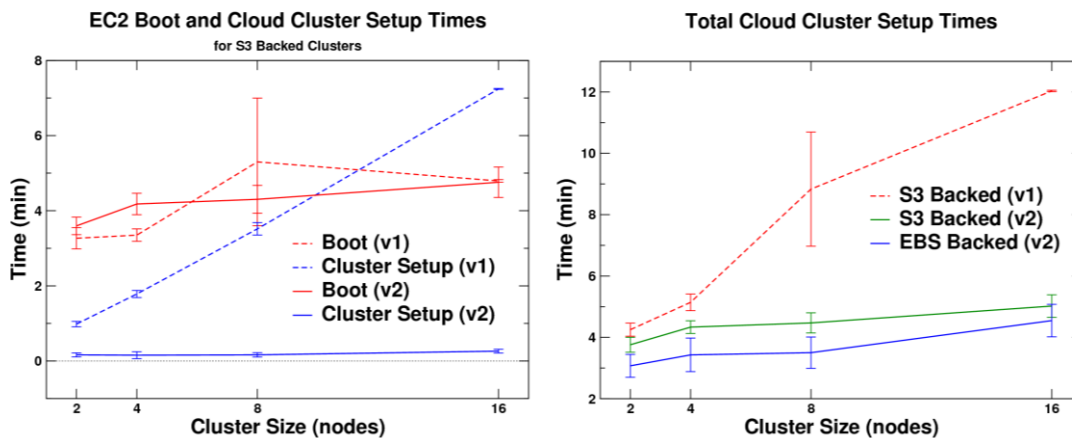 EC2 Boot and Cloud Cluster Setup Times
for S3 Backed Clusters
8
6
4
2
0
Time (min)
Boot (v1)
Cluster Setup (v1)
Boot (v2)
Cluster Setup (v2)
2 4 8 16
Cluster Size (nodes)
Total Cloud Cluster Setup Times
12
10
8
6
4
2
Time (min)
S3 Backed (v1)
S3 Backed (v2)
EBS Backed (v2)
2 4 8 16
Cluster Size (nodes)